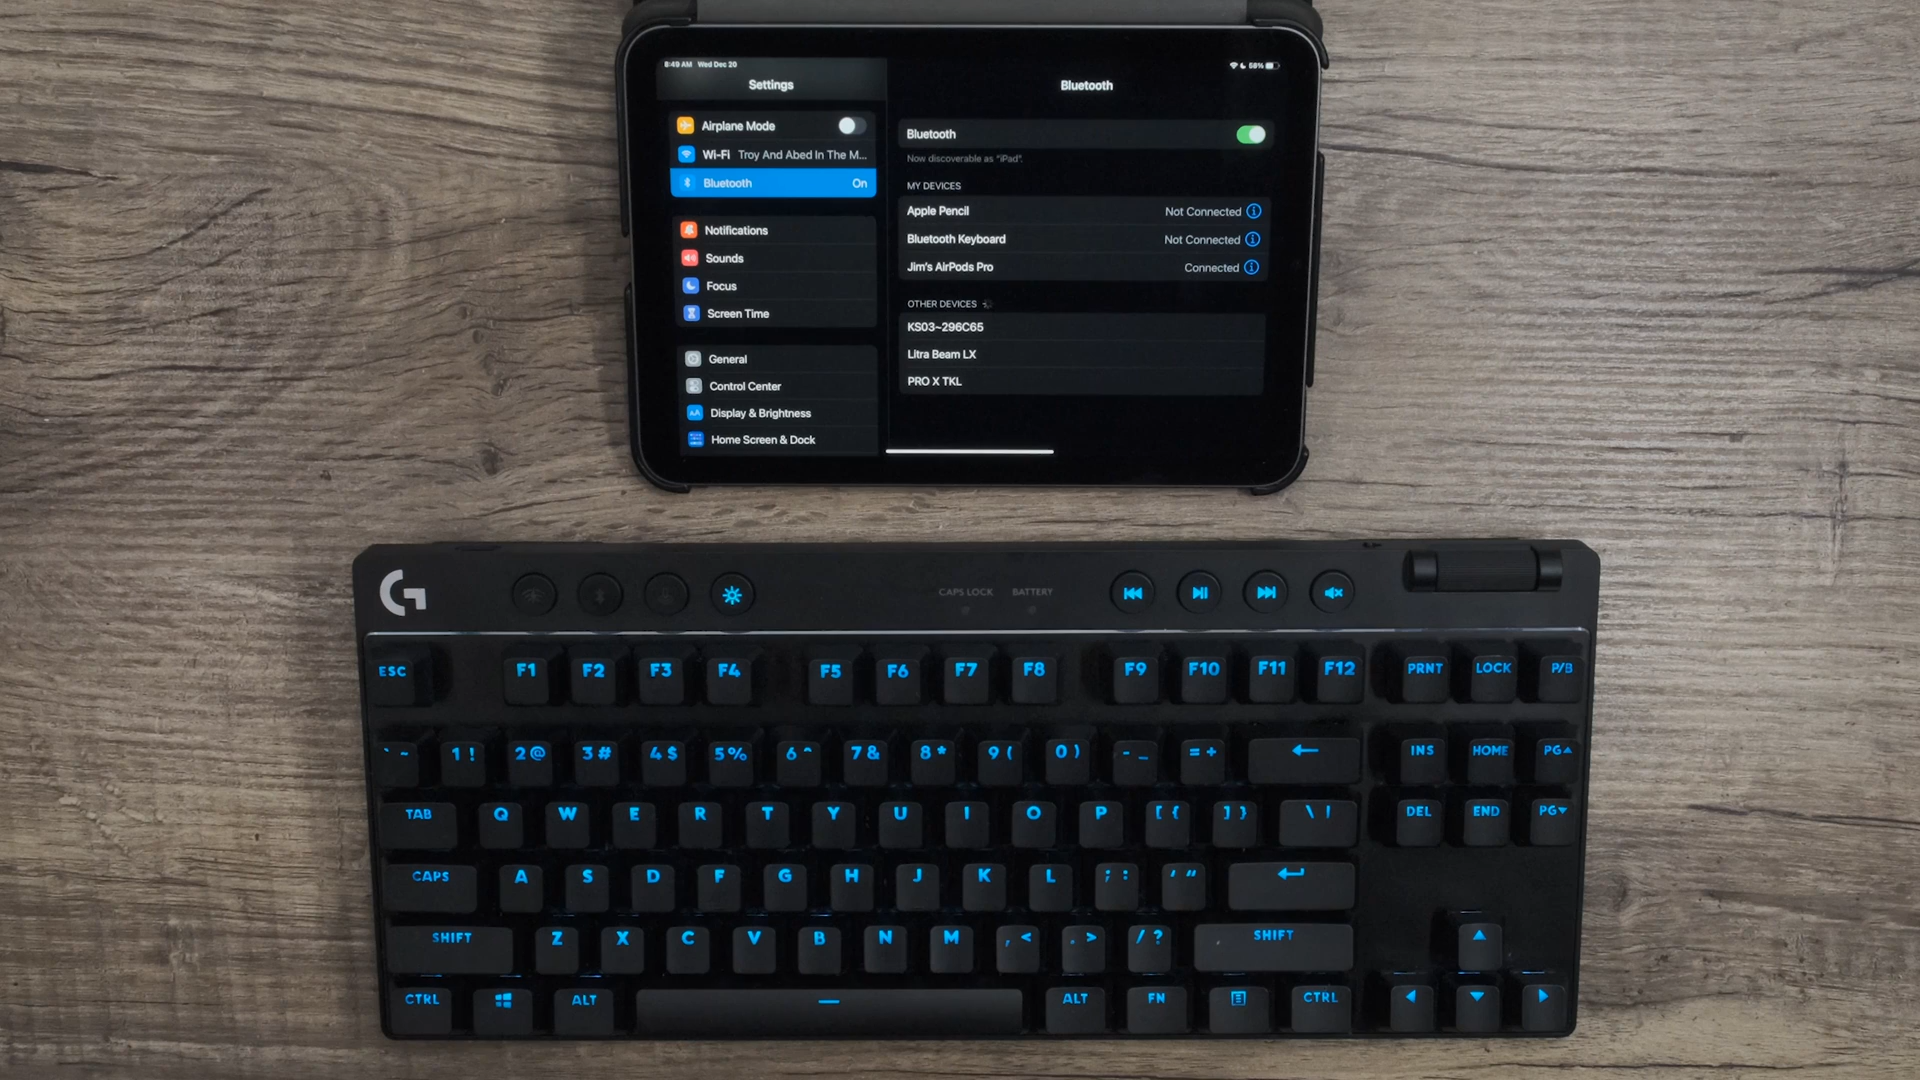 8:49 AM Wed Dec 20
58%
Settings
Airplane Mode
Wi-Fi Troy And Abed In The M...
Bluetooth On
Notifications
Sounds
Focus
Screen Time
General
Control Center
Display & Brightness
Home Screen & Dock
Bluetooth
Bluetooth
Now discoverable as “iPad”.
MY DEVICES
Apple Pencil Not Connected
Bluetooth Keyboard Not Connected
Jim's AirPods Pro Connected
OTHER DEVICES
KS03~296C65
Litra Beam LX
PRO X TKL
G
CAPS LOCK BATTERY
ESC F1 F2 F3 F4 F5 F6 F7 F8 F9 F10 F11 F12 PRNT LOCK P/B
` ~ 1 ! 2 @ 3 # 4 $ 5 % 6 ^ 7 & 8 * 9 ( 0 ) - _ = + INS HOME PG
TAB Q W E R T Y U I O P [ { ] } \ | DEL END PG
CAPS A S D F G H J K L ; : ' "
SHIFT Z X C V B N M , < . > / ? SHIFT
CTRL ALT ALT FN CTRL